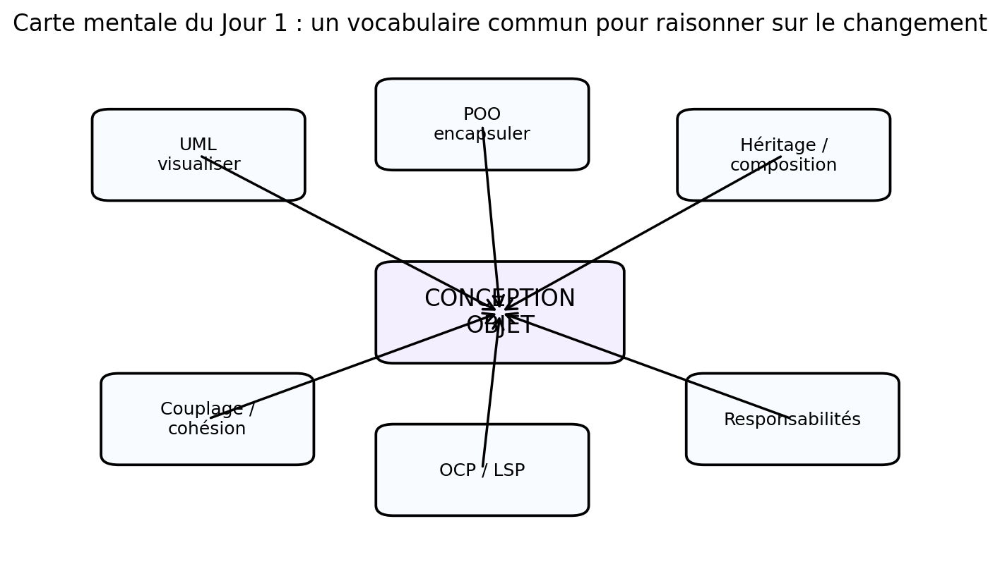 Carte mentale du Jour 1 : un vocabulaire commun pour raisonner sur le changement
POO
encapsuler
UML
visualiser
Héritage /
composition
CONCEPTION
OBJET
Couplage /
cohésion
Responsabilités
OCP / LSP